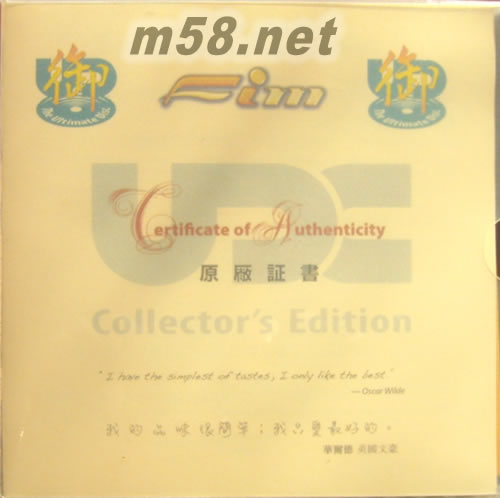 m58.net
御 Fim 御
The Ultimate Disc The Ultimate Disc
UDC
Certificate of Authenticity
原廠証書
Collector's Edition
"I have the simplest of tastes, I only like the best."
— Oscar Wilde
我的品味很簡單；我只要最好的。
華爾德 英國文豪